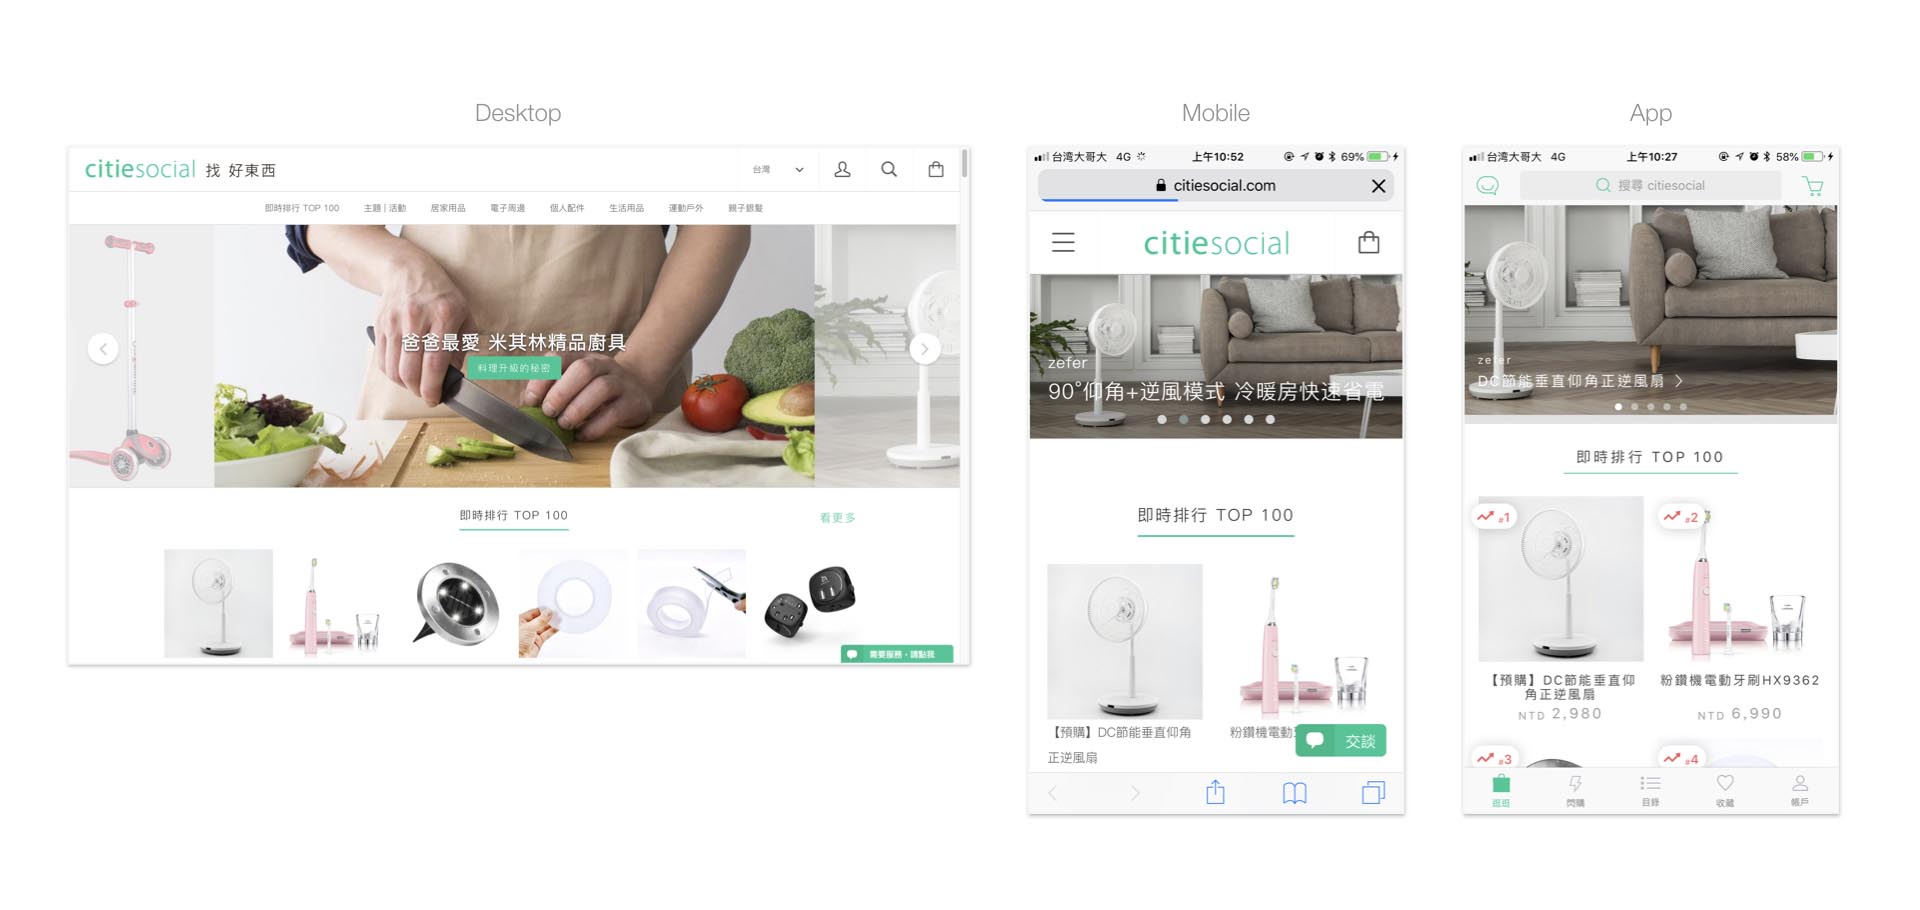 Desktop
citiesocial 找 好東西
台灣
即時排行 TOP 100 主題 | 活動 居家用品 電子周邊 個人配件 生活用品 運動戶外 親子銀髮
爸爸最愛 米其林精品廚具
料理升級的秘密
即時排行 TOP 100
看更多
需要服務，請點我
Mobile
台湾大哥大 4G 上午10:52 69%
citiesocial.com
citiesocial
zefer
90°仰角+逆風模式 冷暖房快速省電
即時排行 TOP 100
【預購】DC節能垂直仰角
正逆風扇
粉鑽機電動牙
交談
App
台湾大哥大 4G 上午10:27 58%
搜尋 citiesocial
zefer
DC節能垂直仰角正逆風扇
即時排行 TOP 100
#1
#2
【預購】DC節能垂直仰
角正逆風扇
NTD 2,980
粉鑽機電動牙刷HX9362
NTD 6,990
#3
#4
逛逛 閃購 目錄 收藏 帳戶